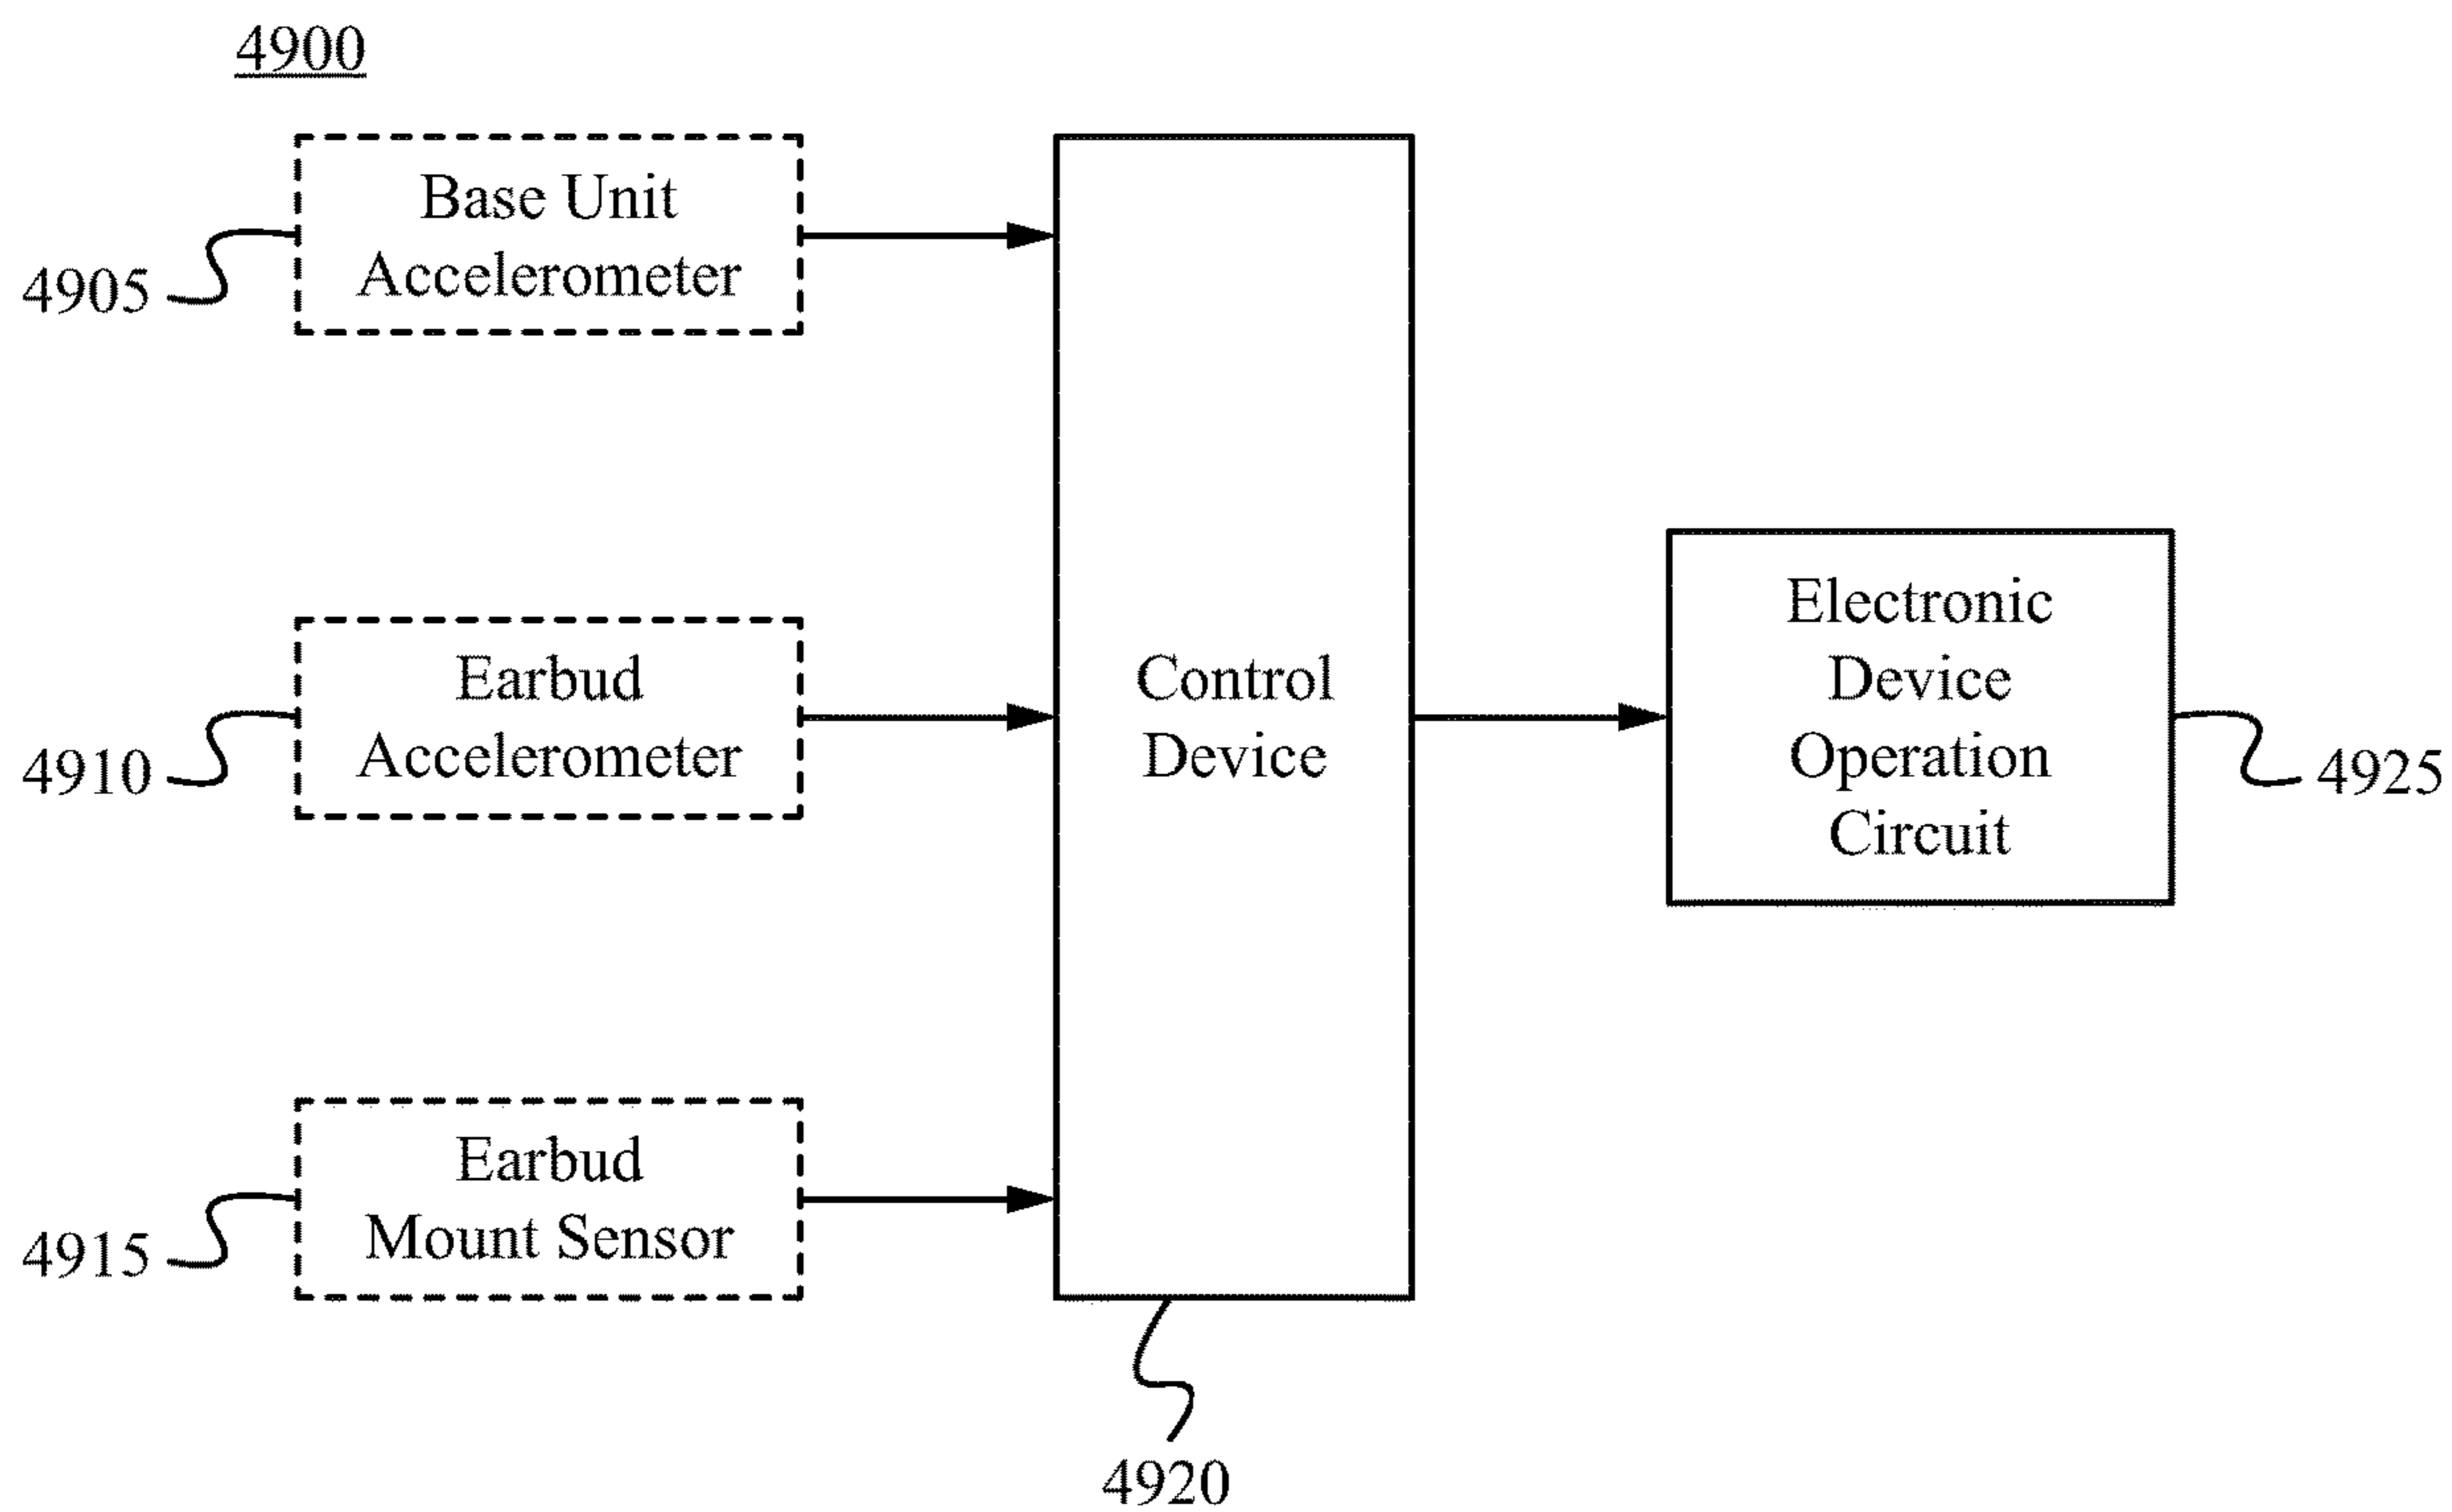 4900
Base Unit
Accelerometer
4905
Earbud
Accelerometer
4910
Earbud
Mount Sensor
4915
Control
Device
4920
Electronic
Device
Operation
Circuit
4925